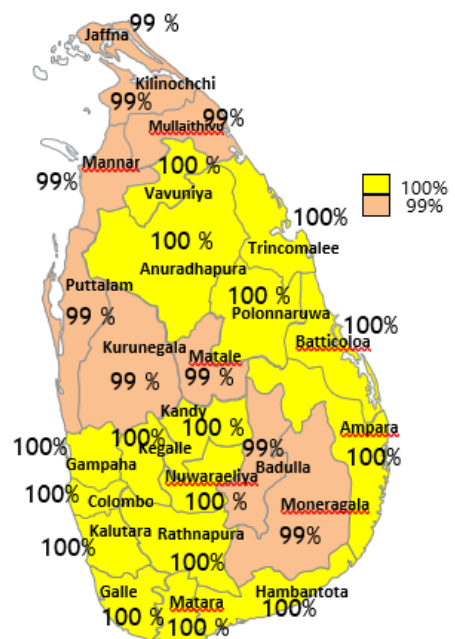 99 %
Jaffna
Kilinochchi
99%
99%
Mullaithivu
Mannar
100 %
99%
Vavuniya
100%
99%
100%
100 %
Trincomalee
Anuradhapura
Puttalam
100 %
99 %
Polonnaruwa
100%
Kurunegala
Matale
Batticoloa
99 %
99 %
Kandy
100 %
Ampara
100%
100%
Kegalle
99%
100%
Gampaha
Badulla
Nuwaraeliya
100%
Colombo
100 %
Moneragala
Kalutara
Rathnapura
99%
100%
100%
Galle
Matara
Hambantota
100%
100 %
100 %